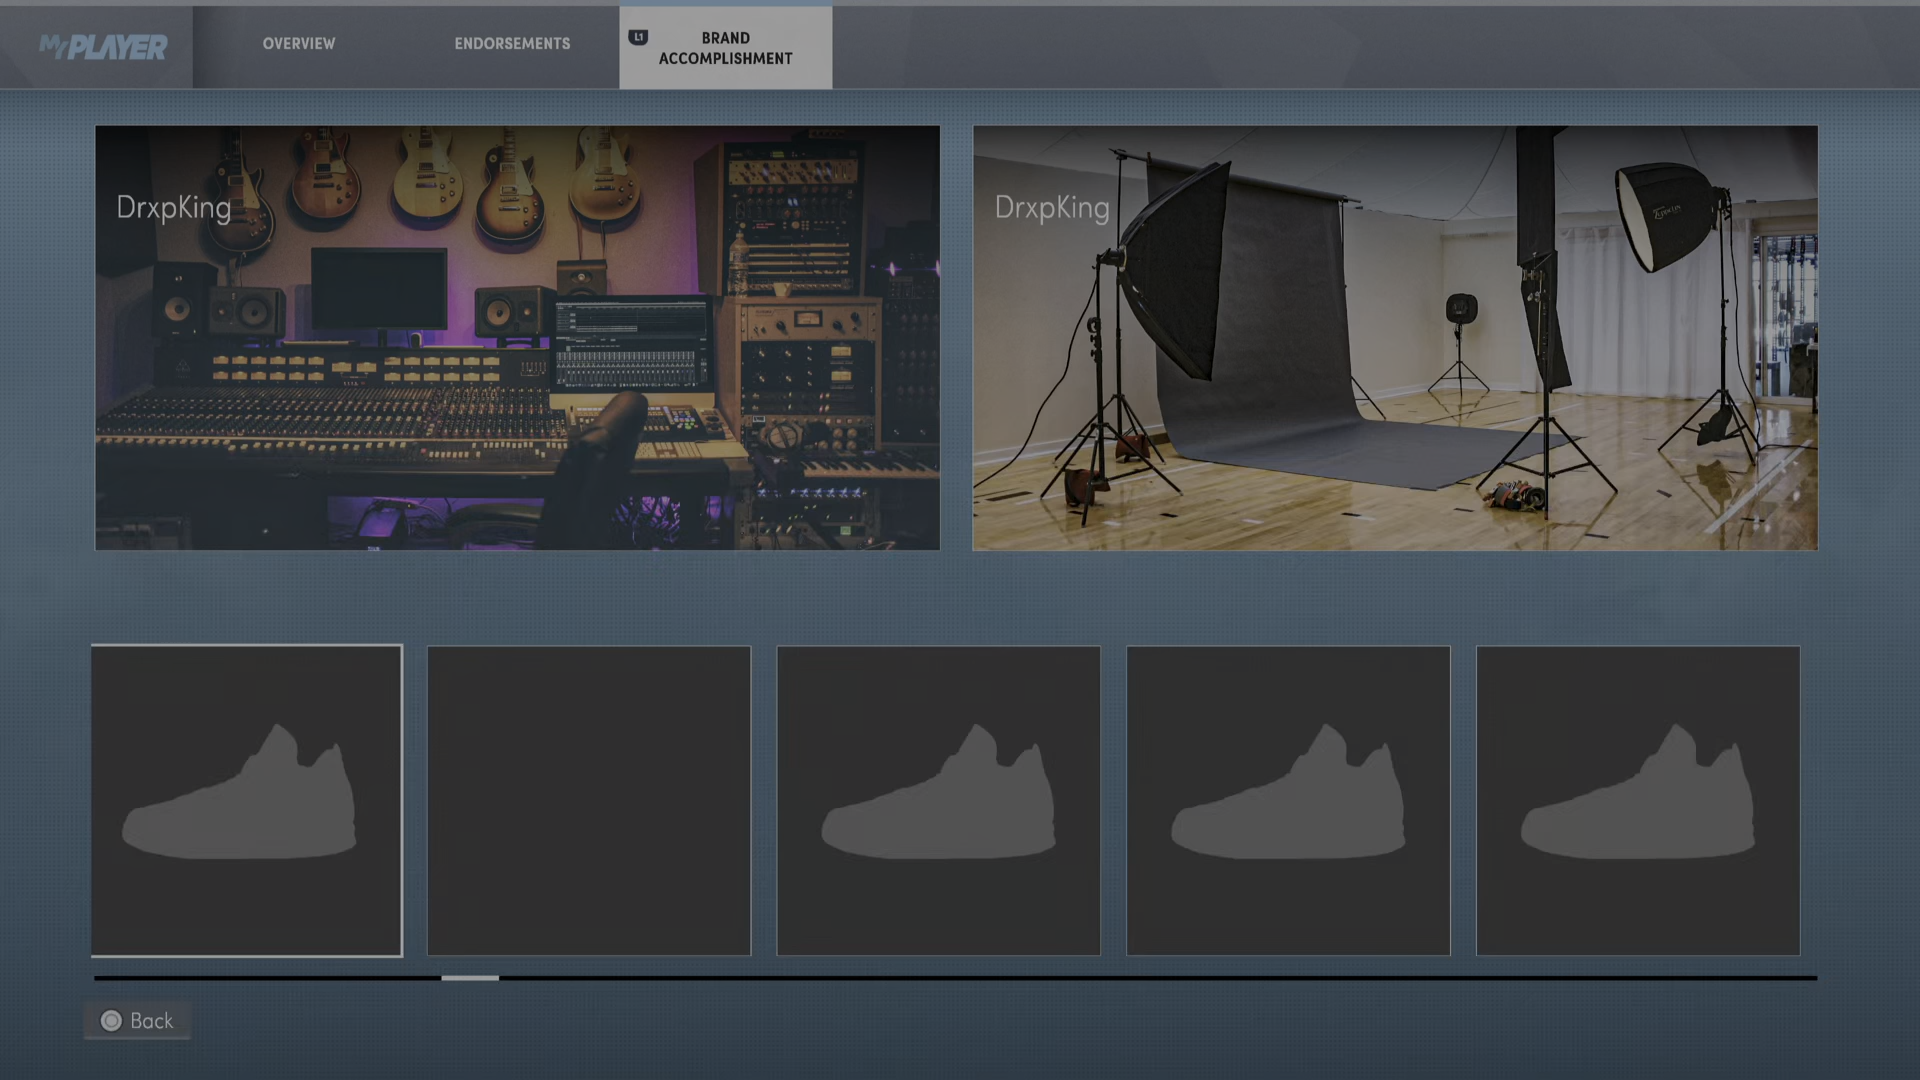 MyPLAYER
OVERVIEW
ENDORSEMENTS
L1
BRAND
ACCOMPLISHMENT
DrxpKing
DrxpKing
Back